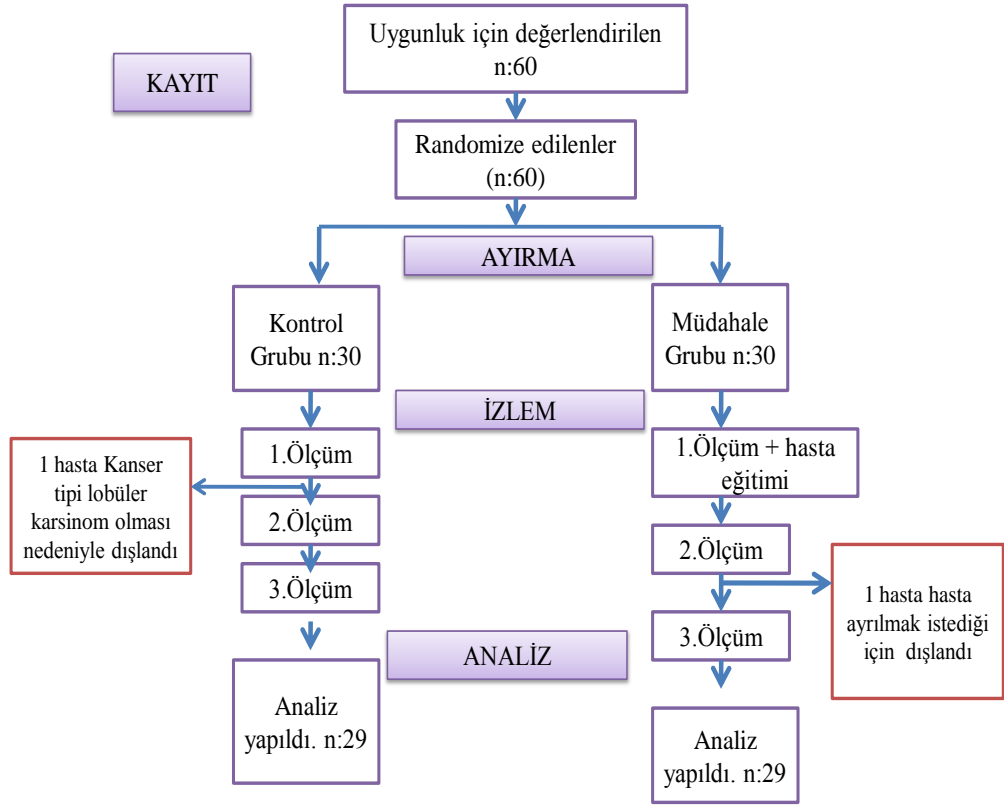 Uygunluk için değerlendirilen
n:60
KAYIT
Randomize edilenler
(n:60)
AYIRMA
Kontrol
Grubu n:30
Müdahale
Grubu n:30
İZLEM
1.Ölçüm
1.Ölçüm + hasta
eğitimi
1 hasta Kanser
tipi lobüler
karsinom olması
nedeniyle dışlandı
2.Ölçüm
2.Ölçüm
3.Ölçüm
1 hasta hasta
ayrılmak istediği
için dışlandı
3.Ölçüm
ANALİZ
Analiz
yapıldı. n:29
Analiz
yapıldı. n:29